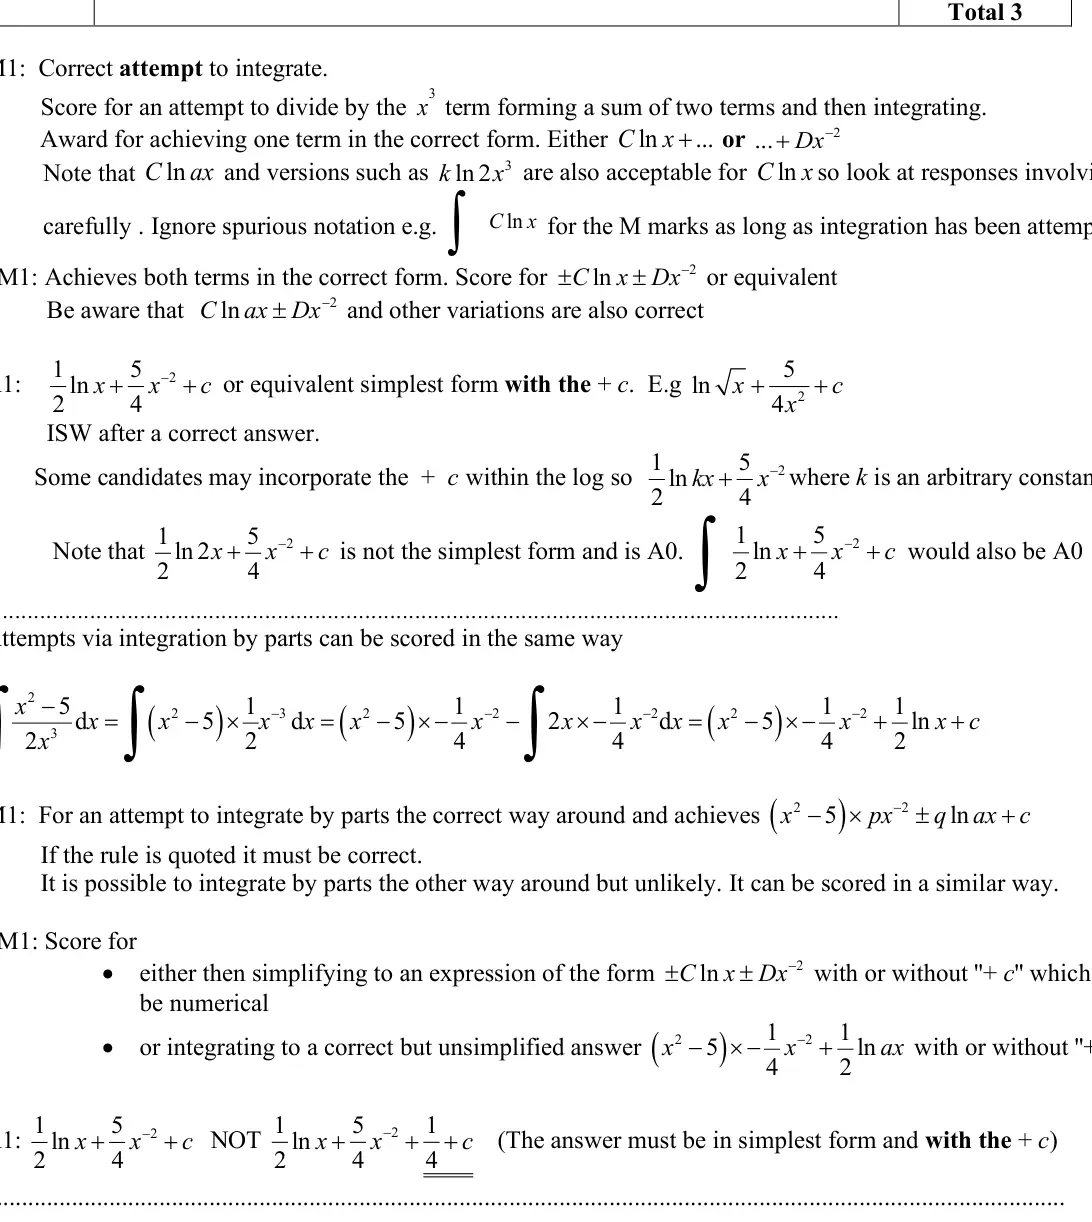 Total 3
M1: Correct attempt to integrate.
Score for an attempt to divide by the x³ term forming a sum of two terms and then integrating.
Award for achieving one term in the correct form. Either C ln x + ... or ... + Dx⁻²
Note that C ln ax and versions such as k ln 2x³ are also acceptable for C ln x so look at responses involvi
carefully . Ignore spurious notation e.g. ∫ C ln x for the M marks as long as integration has been attemp
M1: Achieves both terms in the correct form. Score for ±C ln x ± Dx⁻² or equivalent
Be aware that C ln ax ± Dx⁻² and other variations are also correct
1: 1/2 ln x + 5/4 x⁻² + c or equivalent simplest form with the + c. E.g ln √x + 5/(4x²) + c
ISW after a correct answer.
Some candidates may incorporate the + c within the log so 1/2 ln kx + 5/4 x⁻² where k is an arbitrary constan
Note that 1/2 ln 2x + 5/4 x⁻² + c is not the simplest form and is A0. ∫ 1/2 ln x + 5/4 x⁻² + c would also be A0
ttempts via integration by parts can be scored in the same way
∫ (x² − 5)/(2x³) dx = ∫ (x² − 5) × 1/2 x⁻³ dx = (x² − 5) × − 1/4 x⁻² − ∫ 2x × − 1/4 x⁻² dx = (x² − 5) × − 1/4 x⁻² + 1/2 ln x + c
M1: For an attempt to integrate by parts the correct way around and achieves (x² − 5) × px⁻² ± q ln ax + c
If the rule is quoted it must be correct.
It is possible to integrate by parts the other way around but unlikely. It can be scored in a similar way.
M1: Score for
• either then simplifying to an expression of the form ±C ln x ± Dx⁻² with or without "+ c" which
be numerical
• or integrating to a correct but unsimplified answer (x² − 5) × − 1/4 x⁻² + 1/2 ln ax with or without "+
1: 1/2 ln x + 5/4 x⁻² + c NOT 1/2 ln x + 5/4 x⁻² + 1/4 + c (The answer must be in simplest form and with the + c)